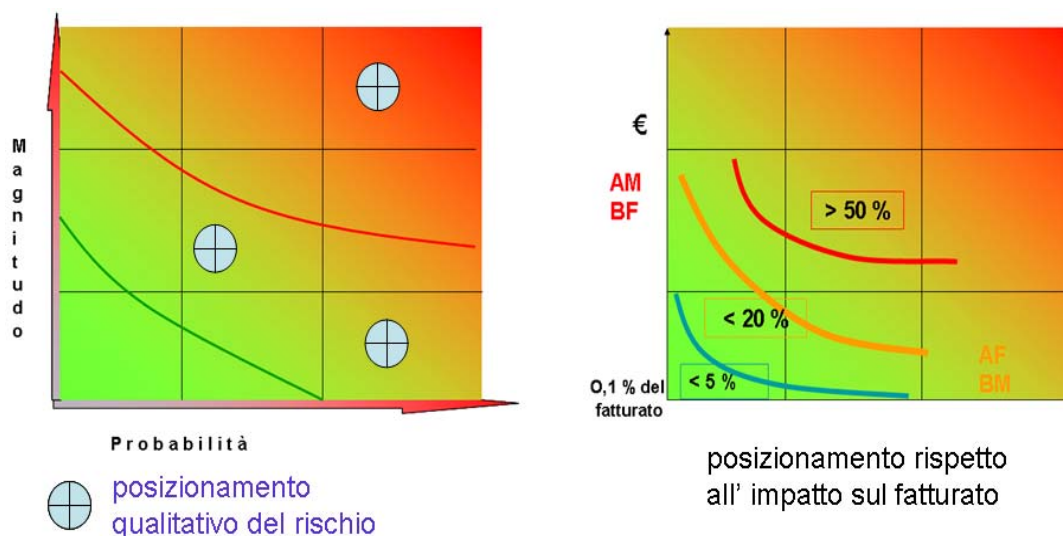 Magnitudo
Probabilità
posizionamento
qualitativo del rischio
€
AM
BF
> 50 %
< 20 %
< 5 %
AF
BM
O,1 % del
fatturato
posizionamento rispetto
all' impatto sul fatturato